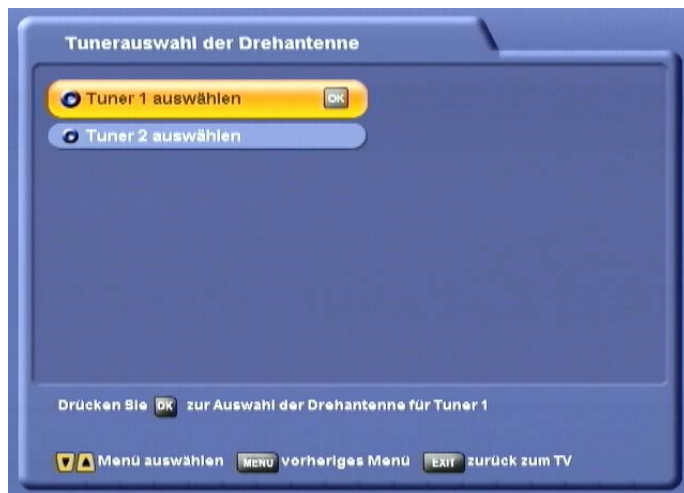 Tunerauswahl der Drehantenne
Tuner 1 auswählen OK
Tuner 2 auswählen
Drücken Sie OK zur Auswahl der Drehantenne für Tuner 1
Menü auswählen MENU vorheriges Menü EXIT zurück zum TV